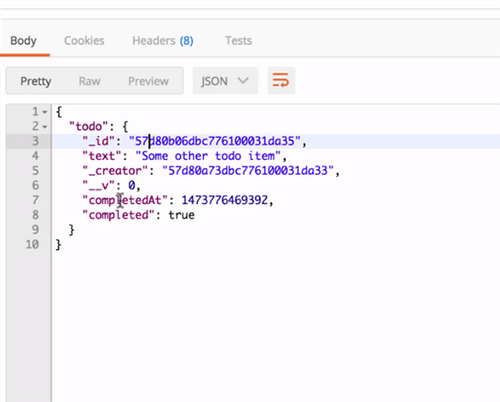 Body Cookies Headers (8) Tests
Pretty Raw Preview JSON
1 {
2 "todo": {
3 "_id": "57d80b06dbc776100031da35",
4 "text": "Some other todo item",
5 "_creator": "57d80a73dbc776100031da33",
6 "__v": 0,
7 "completedAt": 1473776469392,
8 "completed": true
9 }
10 }